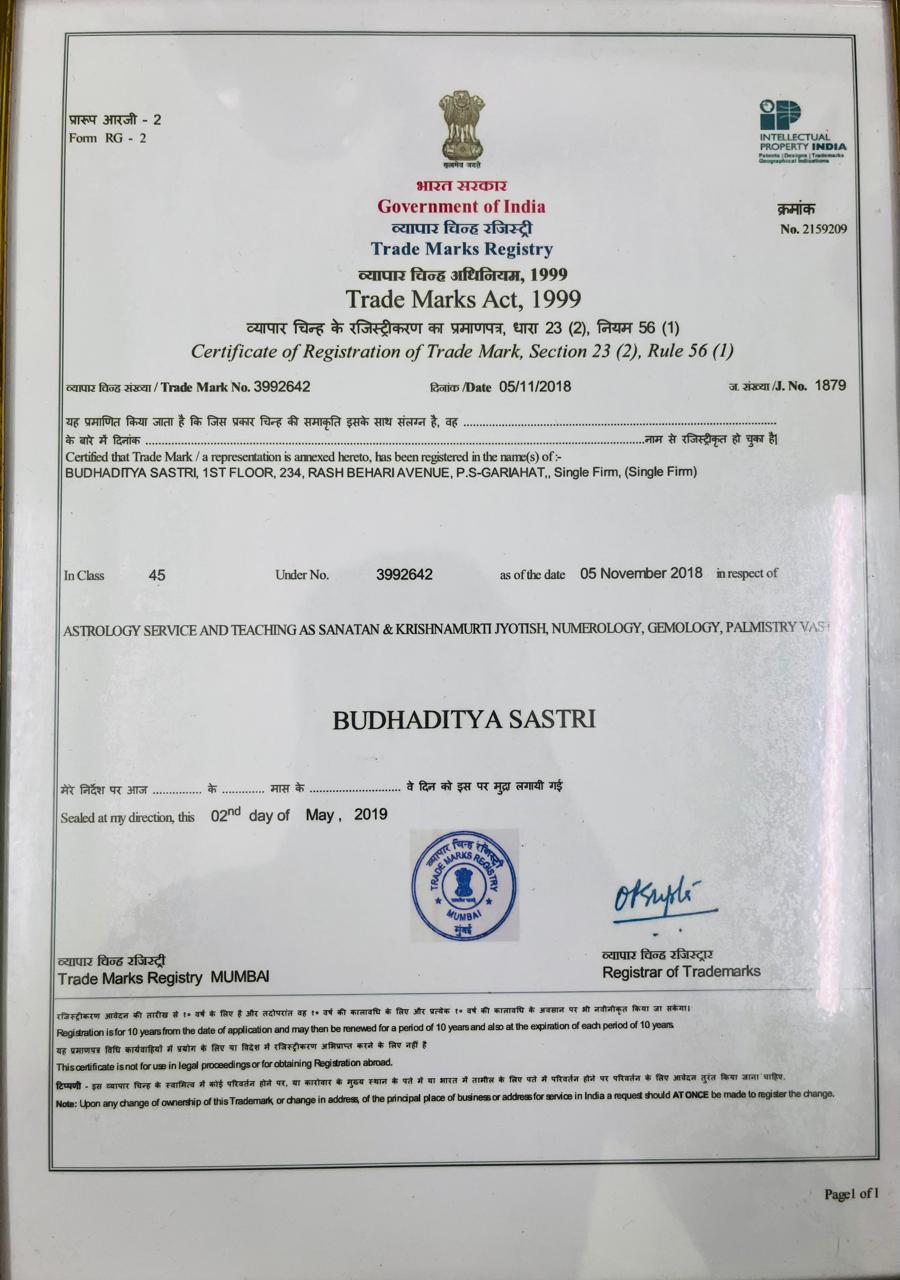 प्रारूप आरजी - 2
Form RG - 2
सत्यमेव जयते
INTELLECTUAL
PROPERTY INDIA
Patents | Designs | Trademarks
Geographical Indications
भारत सरकार
Government of India
व्यापार चिन्ह रजिस्ट्री
Trade Marks Registry
क्रमांक
No. 2159209
व्यापार चिन्ह अधिनियम, 1999
Trade Marks Act, 1999
व्यापार चिन्ह के रजिस्ट्रीकरण का प्रमाणपत्र, धारा 23 (2), नियम 56 (1)
Certificate of Registration of Trade Mark, Section 23 (2), Rule 56 (1)
व्यापार चिन्ह संख्या / Trade Mark No. 3992642 दिनांक /Date 05/11/2018 ज. संख्या /J. No. 1879
यह प्रमाणित किया जाता है कि जिस प्रकार चिन्ह की समाकृति इसके साथ संलग्न है, वह ........................................................................
के बारे में दिनांक ........................................................................नाम से रजिस्ट्रीकृत हो चुका है|
Certified that Trade Mark / a representation is annexed hereto, has been registered in the name(s) of :-
BUDHADITYA SASTRI, 1ST FLOOR, 234, RASH BEHARI AVENUE, P.S-GARIAHAT,, Single Firm, (Single Firm)
In Class 45 Under No. 3992642 as of the date 05 November 2018 in respect of
ASTROLOGY SERVICE AND TEACHING AS SANATAN & KRISHNAMURTI JYOTISH, NUMEROLOGY, GEMOLOGY, PALMISTRY VAS
BUDHADITYA SASTRI
मेरे निर्देश पर आज .............. के ............ मास के ......................... वे दिन को इस पर मुद्रा लगायी गई
Sealed at my direction, this 02nd day of May , 2019
व्यापार चिन्ह रजिस्ट्री
TRADE MARKS REGISTRY
MUMBAI
मुंबई
व्यापार चिन्ह रजिस्ट्री
Trade Marks Registry MUMBAI
व्यापार चिन्ह रजिस्ट्रार
Registrar of Trademarks
रजिस्ट्रीकरण आवेदन की तारीख से १० वर्ष के लिए है और तदोपरांत वह १० वर्ष की कालावधि के लिए और प्रत्येक १० वर्ष की कालावधि के अवसान पर भी नवीनीकृत किया जा सकेगा।
Registration is for 10 years from the date of application and may then be renewed for a period of 10 years and also at the expiration of each period of 10 years.
यह प्रमाणपत्र विधि कार्यवाहियों में प्रयोग के लिए या विदेश में रजिस्ट्रीकरण अभिप्राप्त करने के लिए नहीं है
This certificate is not for use in legal proceedings or for obtaining Registration abroad.
टिप्पणी - इस व्यापार चिन्ह के स्वामित्व में कोई परिवर्तन होने पर, या कारोबार के मुख्य स्थान के पते में या भारत में तामील के लिए पते में परिवर्तन होने पर परिवर्तन के लिए आवेदन तुरंत किया जाना चाहिए.
Note: Upon any change of ownership of this Trademark, or change in address, of the principal place of business or address for service in India a request should AT ONCE be made to register the change.
Page1 of 1